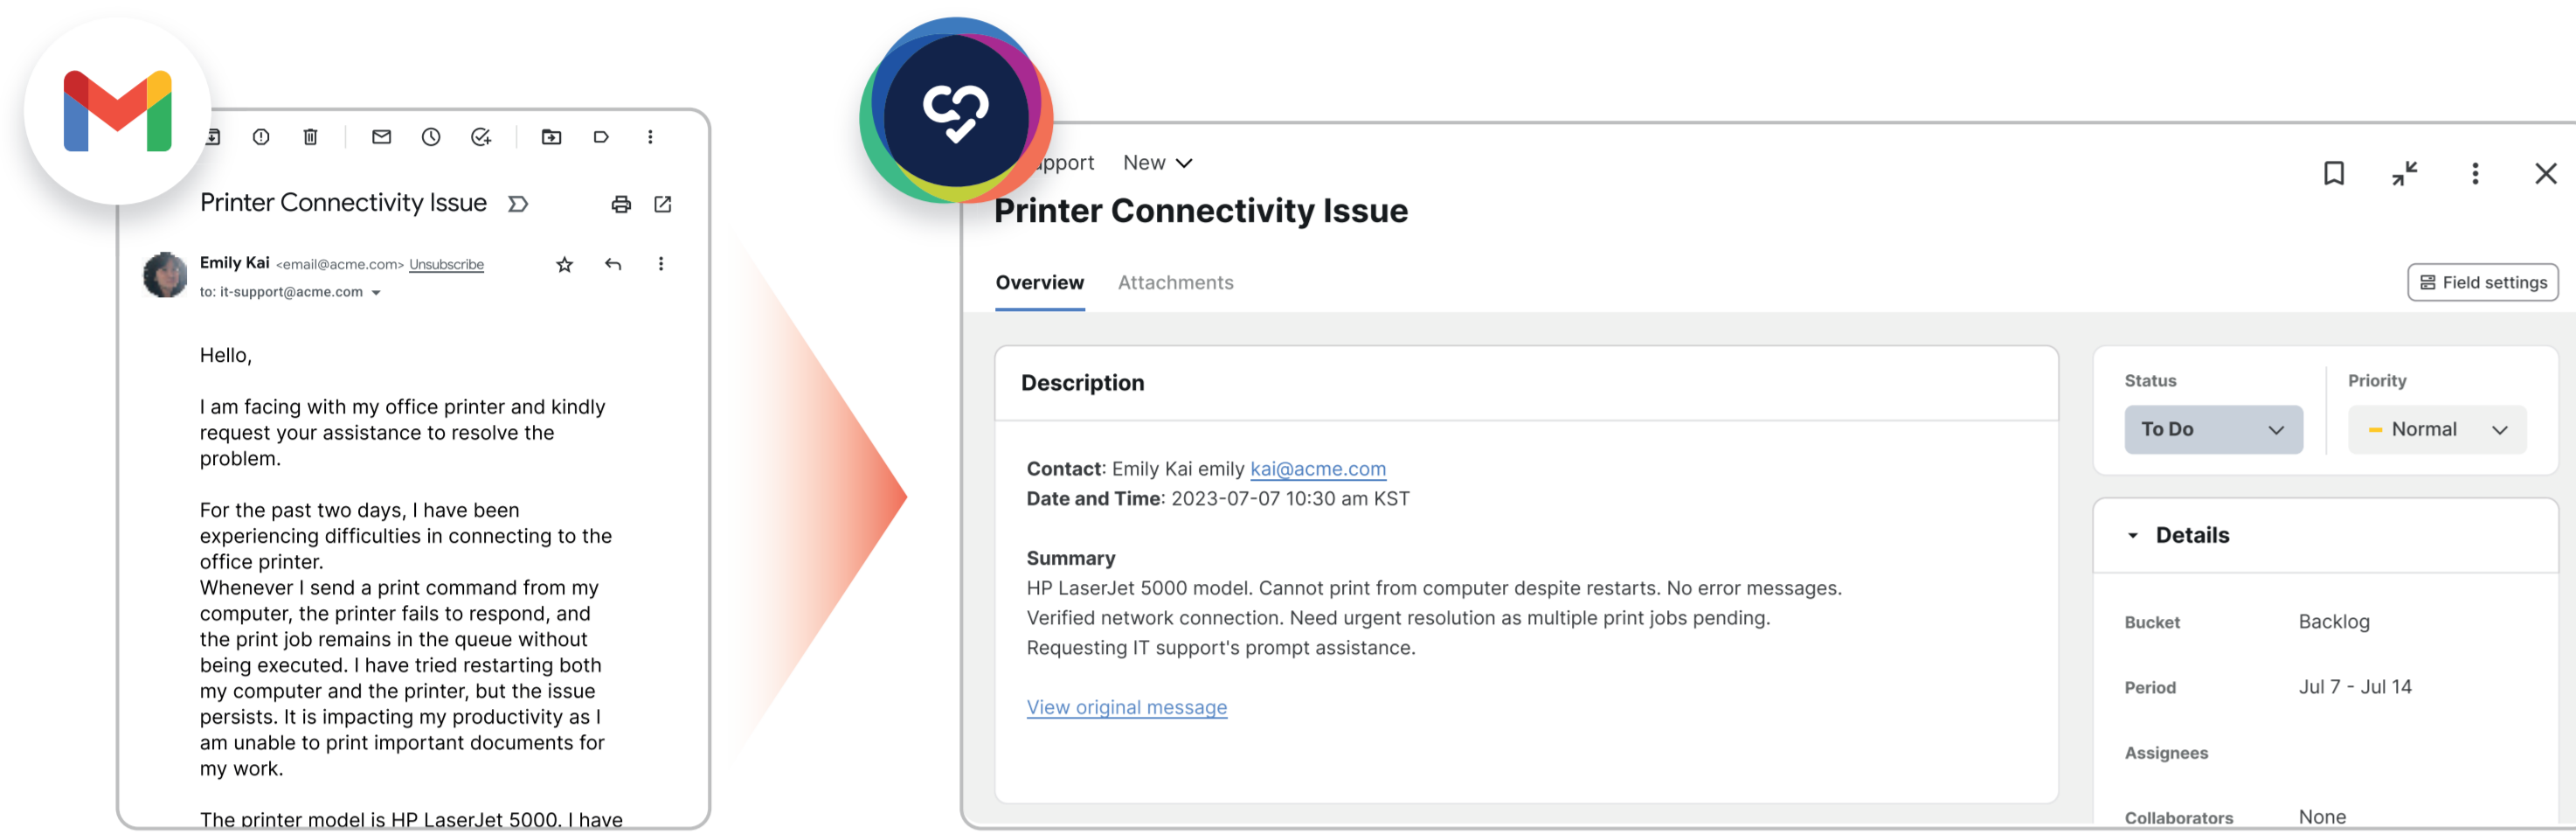 Printer Connectivity Issue
Emily Kai <email@acme.com> Unsubscribe
to: it-support@acme.com
Hello,
I am facing with my office printer and kindly
request your assistance to resolve the
problem.
For the past two days, I have been
experiencing difficulties in connecting to the
office printer.
Whenever I send a print command from my
computer, the printer fails to respond, and
the print job remains in the queue without
being executed. I have tried restarting both
my computer and the printer, but the issue
persists. It is impacting my productivity as I
am unable to print important documents for
my work.
The printer model is HP LaserJet 5000. I have
New
Printer Connectivity Issue
Overview Attachments
Field settings
Description
Contact: Emily Kai emily kai@acme.com
Date and Time: 2023-07-07 10:30 am KST
Summary
HP LaserJet 5000 model. Cannot print from computer despite restarts. No error messages.
Verified network connection. Need urgent resolution as multiple print jobs pending.
Requesting IT support's prompt assistance.
View original message
Status Priority
To Do Normal
Details
Bucket Backlog
Period Jul 7 - Jul 14
Assignees
Collaborators None